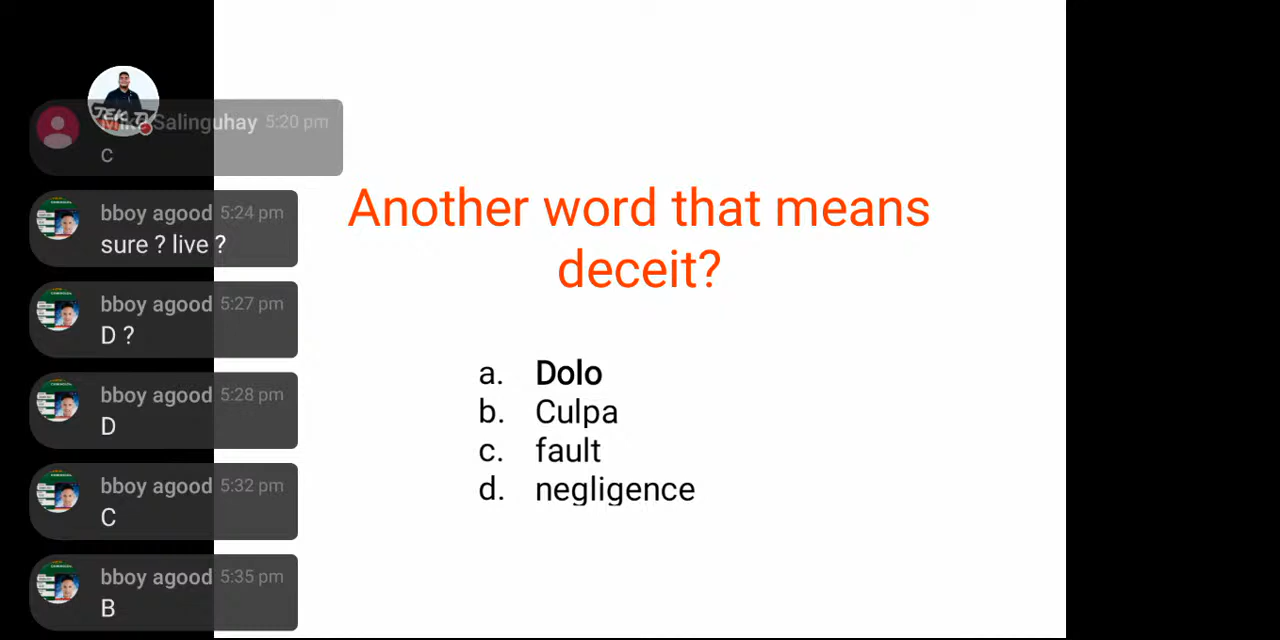 TEK TV
Salinguhay 5:20 pm
C
bboy agood 5:24 pm
sure ? live ?
bboy agood 5:27 pm
D ?
bboy agood 5:28 pm
D
bboy agood 5:32 pm
C
bboy agood 5:35 pm
B
Another word that means
deceit?
a. Dolo
b. Culpa
c. fault
d. negligence